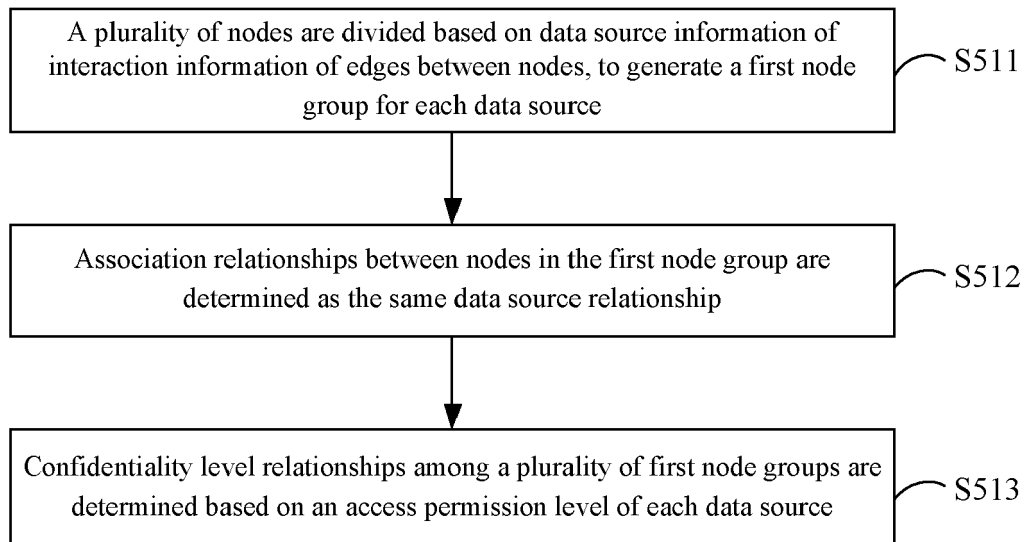 A plurality of nodes are divided based on data source information of
interaction information of edges between nodes, to generate a first node
group for each data source
S511
Association relationships between nodes in the first node group are
determined as the same data source relationship
S512
Confidentiality level relationships among a plurality of first node groups are
determined based on an access permission level of each data source
S513